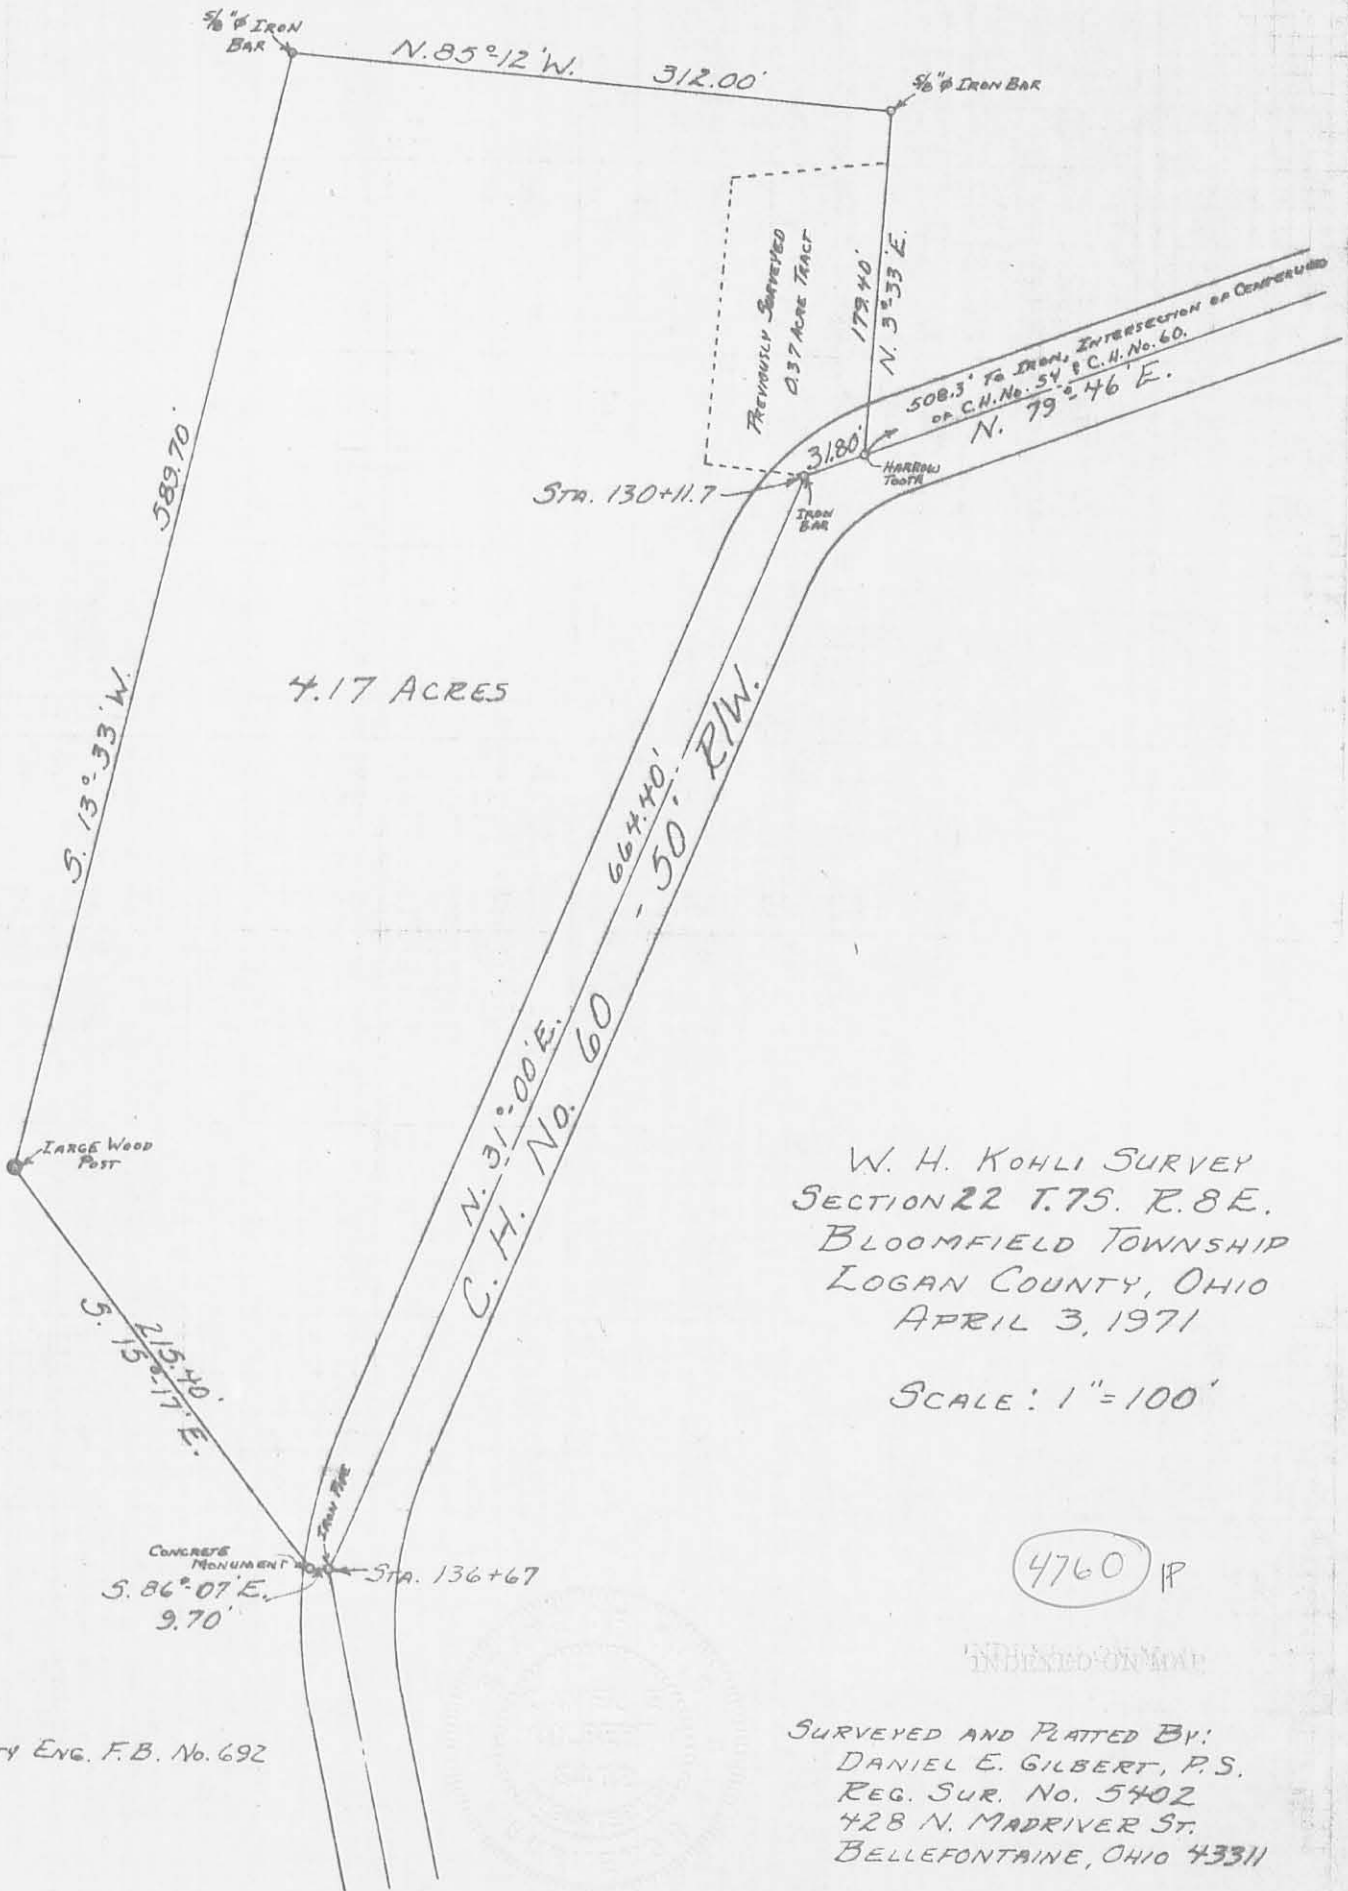 5/8"ϕ IRON
BAR
N. 85°-12' W. 312.00'
5/8"ϕ IRON BAR
PREVIOUSLY SURVEYED
0.37 ACRE TRACT
179.40'
N. 3°-33' E.
508.3' TO IRON, INTERSECTION OF CENTERLINES
OF C.H. No. 54 & C.H. No. 60.
N. 79°-46' E.
31.80'
HARROW
TOOTH
STA. 130+11.7
IRON
BAR
589.70'
S. 13°-33' W.
4.17 ACRES
664.40'
N. 31°-00' E.
C. H. No. 60 - 50' R/W.
LARGE WOOD
POST
215.40'
S. 15°-17' E.
IRON PIPE
CONCRETE
MONUMENT
STA. 136+67
S. 86°-07' E.
9.70'
W. H. KOHLI SURVEY
SECTION 22 T.7S. R.8E.
BLOOMFIELD TOWNSHIP
LOGAN COUNTY, OHIO
APRIL 3, 1971
SCALE: 1"=100'
4760 IP
ENG. F.B. No. 692
SURVEYED AND PLATTED BY:
DANIEL E. GILBERT, P.S.
REG. SUR. No. 5402
428 N. MADRIVER ST.
BELLEFONTAINE, OHIO 43311